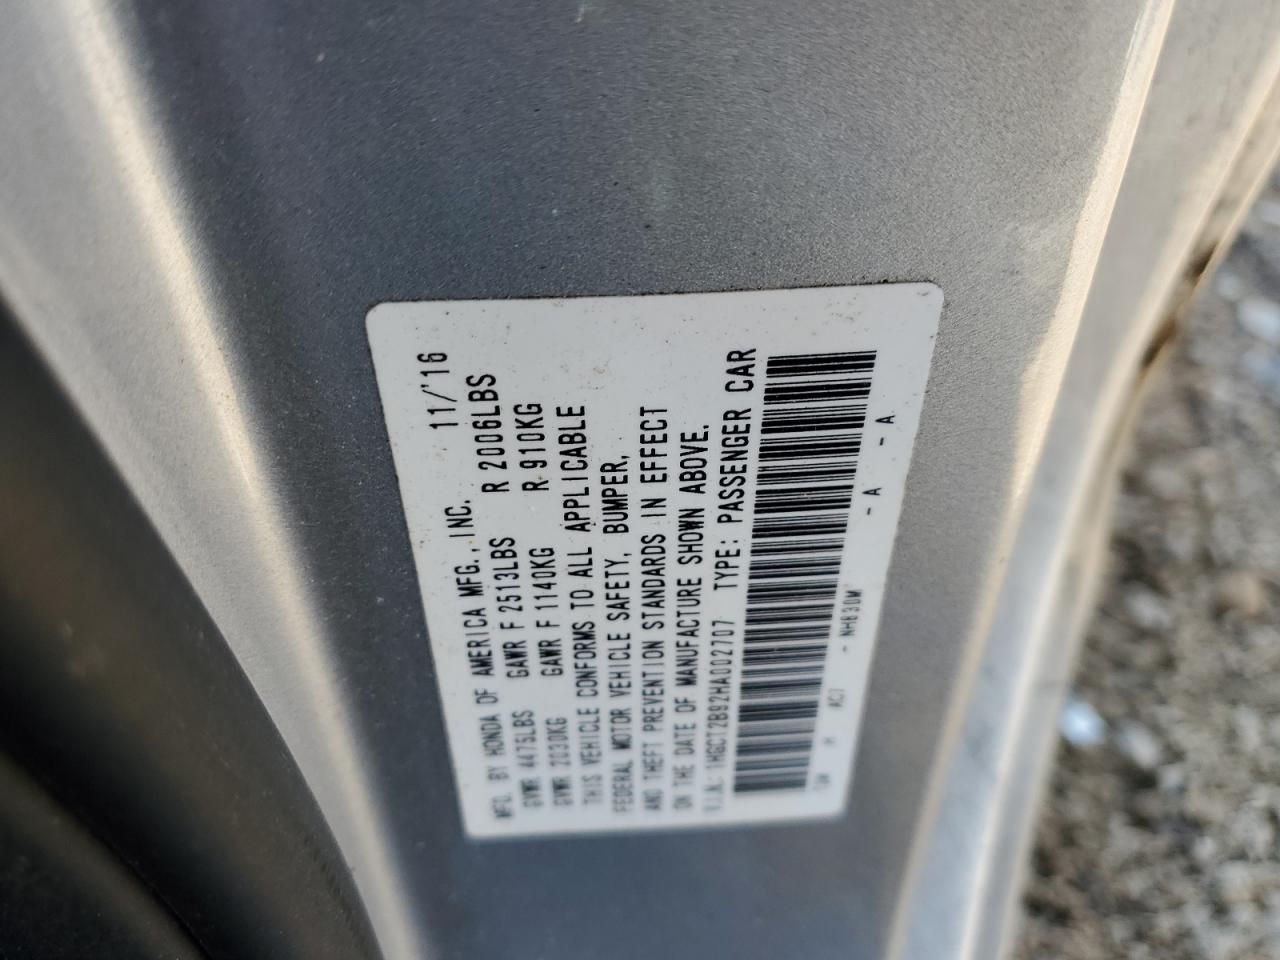 MFD. BY HONDA OF AMERICA MFG., INC. 11/'16
GVWR 4475LBS GAWR F 2513LBS R 2006LBS
GVWR 2030KG GAWR F 1140KG R 910KG
THIS VEHICLE CONFORMS TO ALL APPLICABLE
FEDERAL MOTOR VEHICLE SAFETY, BUMPER,
AND THEFT PREVENTION STANDARDS IN EFFECT
ON THE DATE OF MANUFACTURE SHOWN ABOVE.
V.I.N.: 1HGCT2B92HA002707 TYPE: PASSENGER CAR
- NH830M - A - A